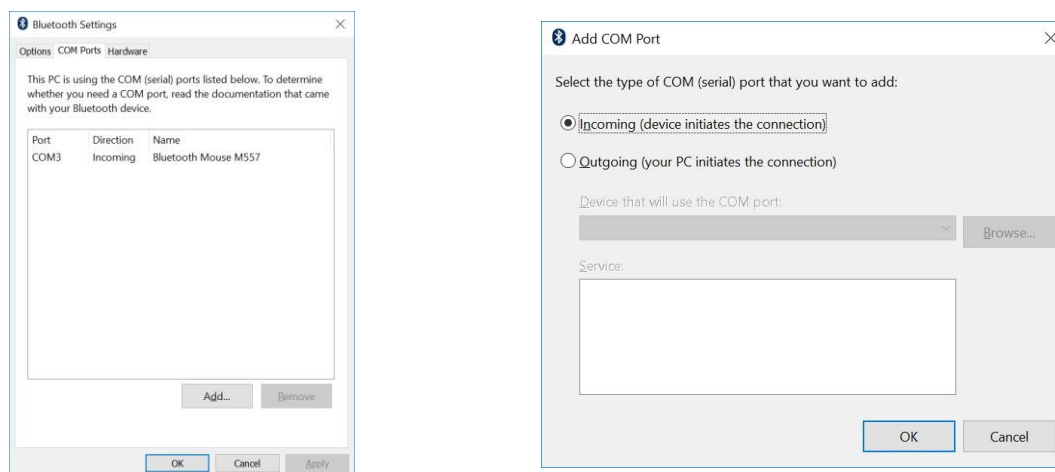 Bluetooth Settings
Options COM Ports Hardware
This PC is using the COM (serial) ports listed below. To determine
whether you need a COM port, read the documentation that came
with your Bluetooth device.
Port Direction Name
COM3 Incoming Bluetooth Mouse M557
Add... Remove
OK Cancel Apply
Add COM Port
Select the type of COM (serial) port that you want to add:
Incoming (device initiates the connection)
Outgoing (your PC initiates the connection)
Device that will use the COM port:
Browse...
Service:
OK Cancel